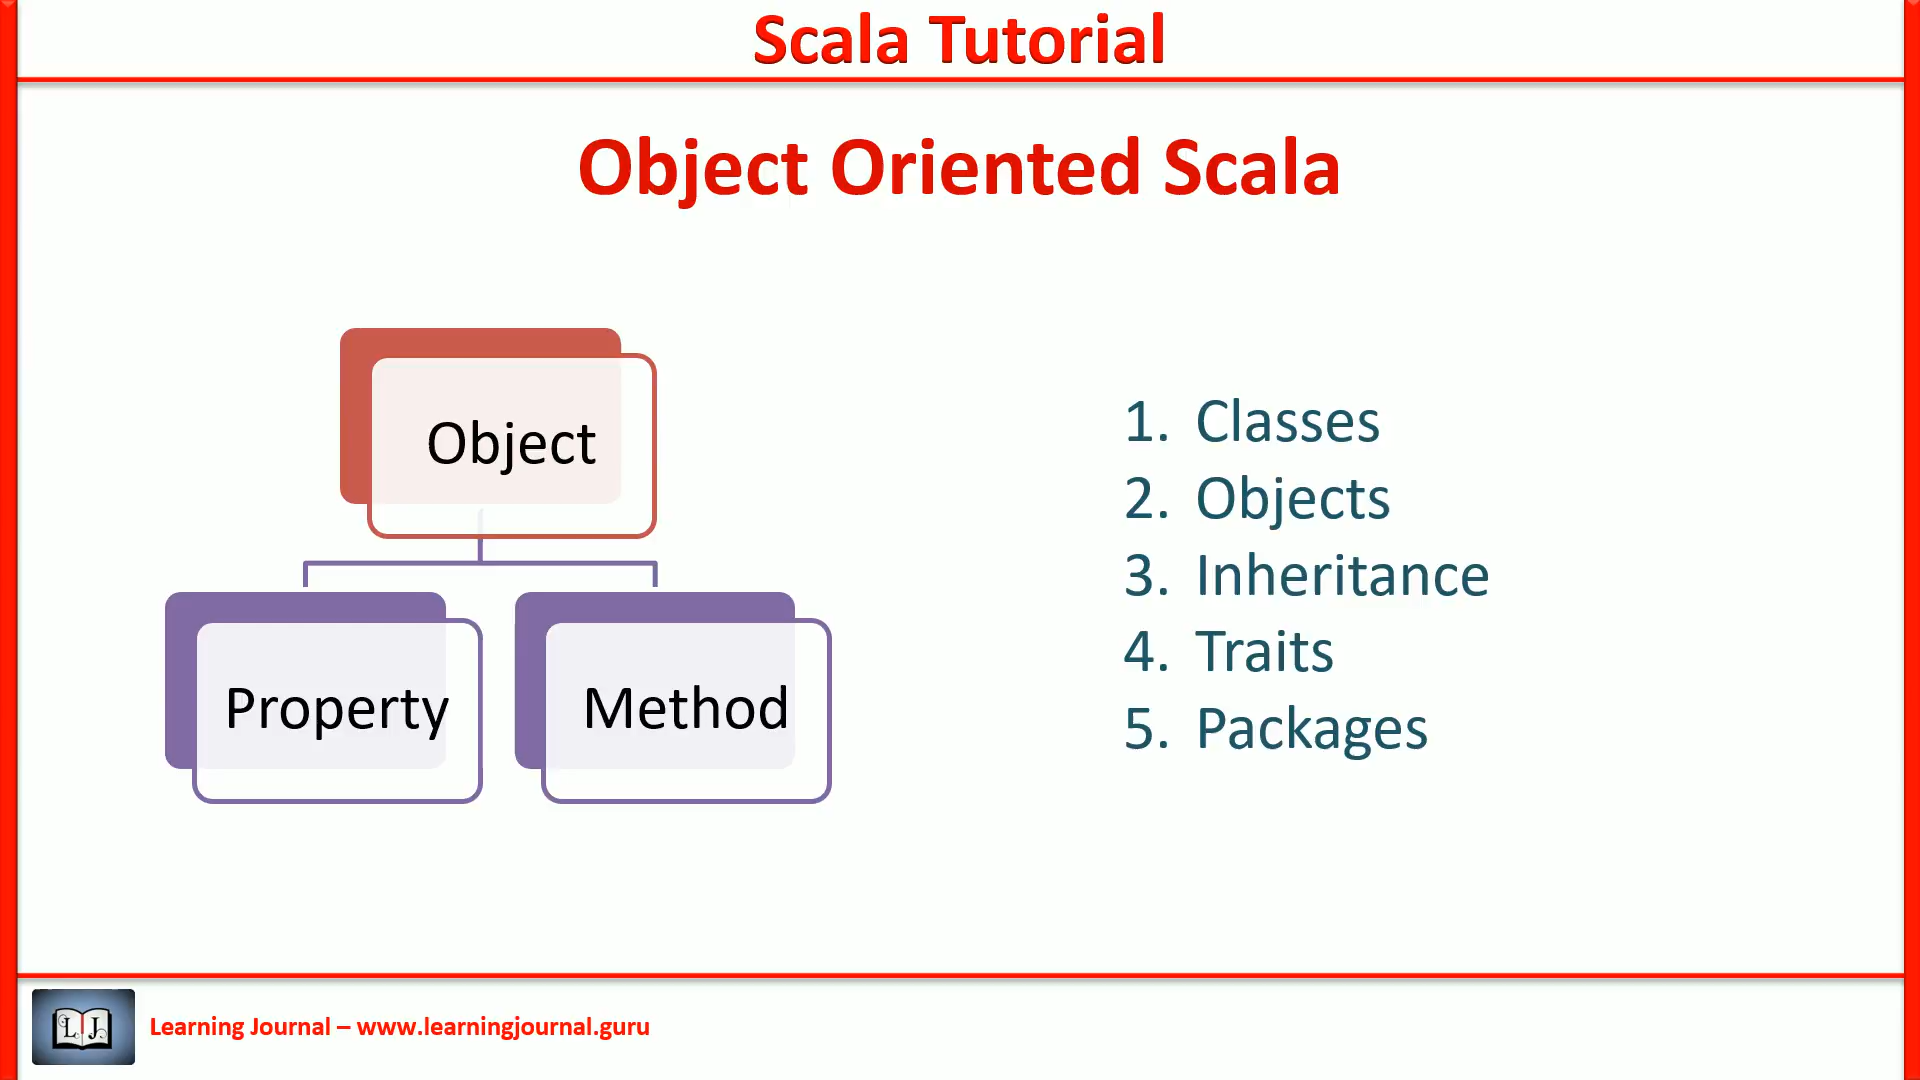 Scala Tutorial
Object Oriented Scala
Object
Property
Method
1. Classes
2. Objects
3. Inheritance
4. Traits
5. Packages
L J
Learning Journal – www.learningjournal.guru